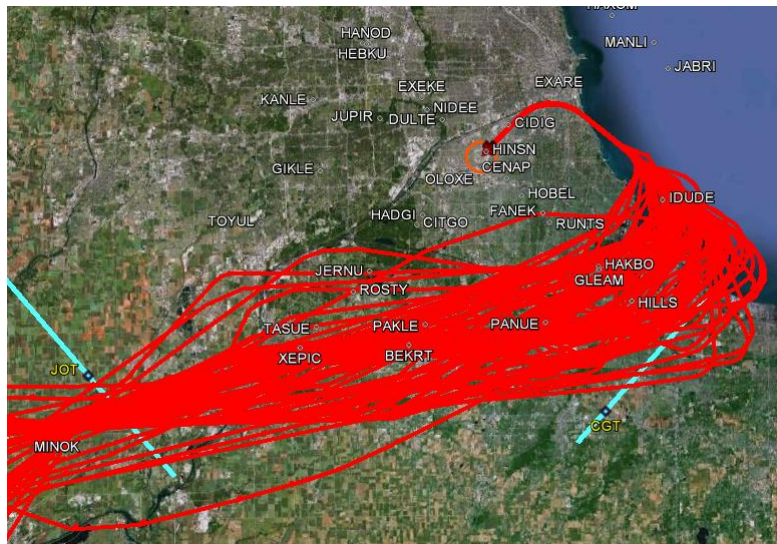 HANOD
HEBKU
MANLI
JABRI
EXARE
EXEKE
KANLE
NIDEE
JUPIR
DULTE
CIDIG
HINSN
CENAP
GIKLE
OLOXE
HOBEL
IDUDE
HADGI
FANEK
TOYUL
CITGO
RUNTS
JERNU
HAKBO
GLEAM
ROSTY
HILLS
TASUE
PAKLE
PANUE
XEPIC
BEKRT
JOT
CGT
MINOK